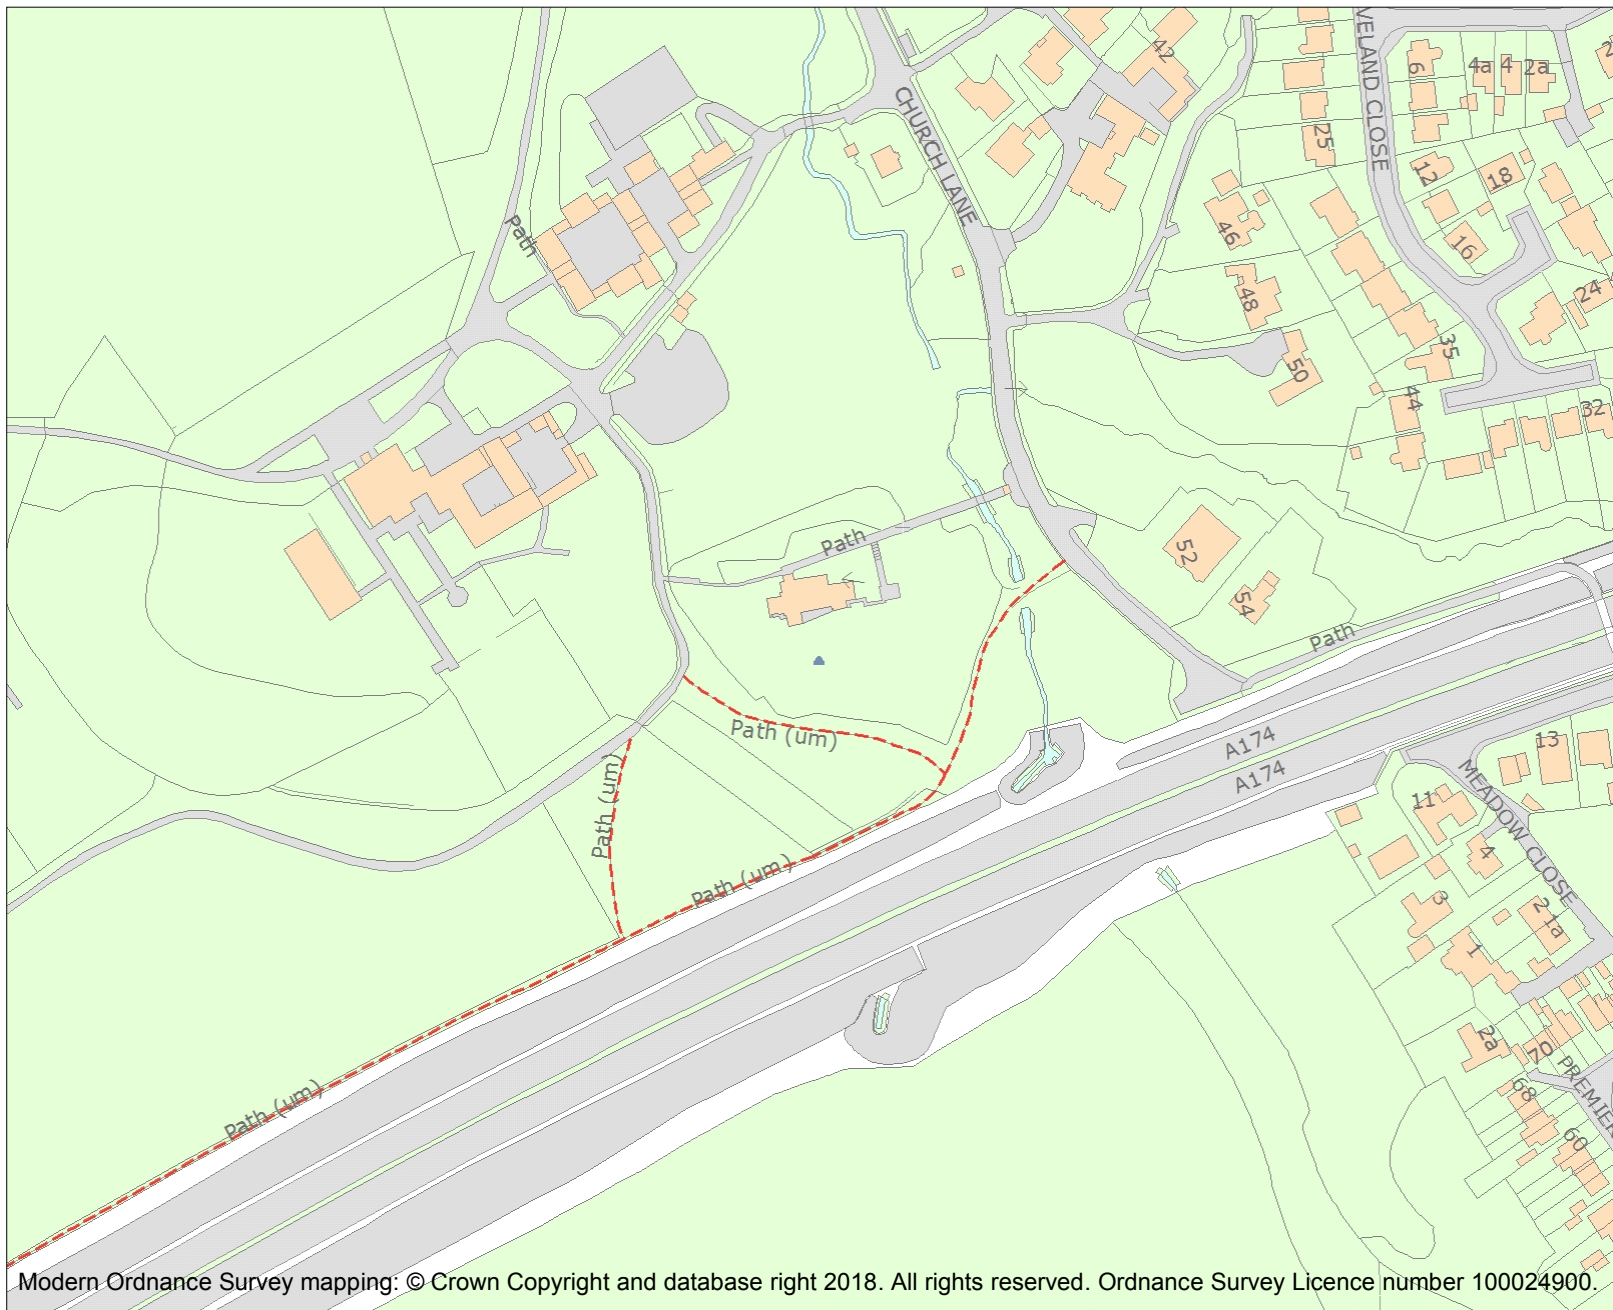 42
VELAND CLOSE
6
4a
4
2a
2
CHURCH LANE
25
12
18
Path
46
16
48
24
35
50
44
32
Path
52
54
Path
Path (um)
A174
A174
13
Path (um)
MEADOW CLOSE
11
4
Path (um)
3
2
1a
1
2a
70
PREMIER
68
Path (um)
60
Modern Ordnance Survey mapping: © Crown Copyright and database right 2018. All rights reserved. Ordnance Survey Licence number 100024900.